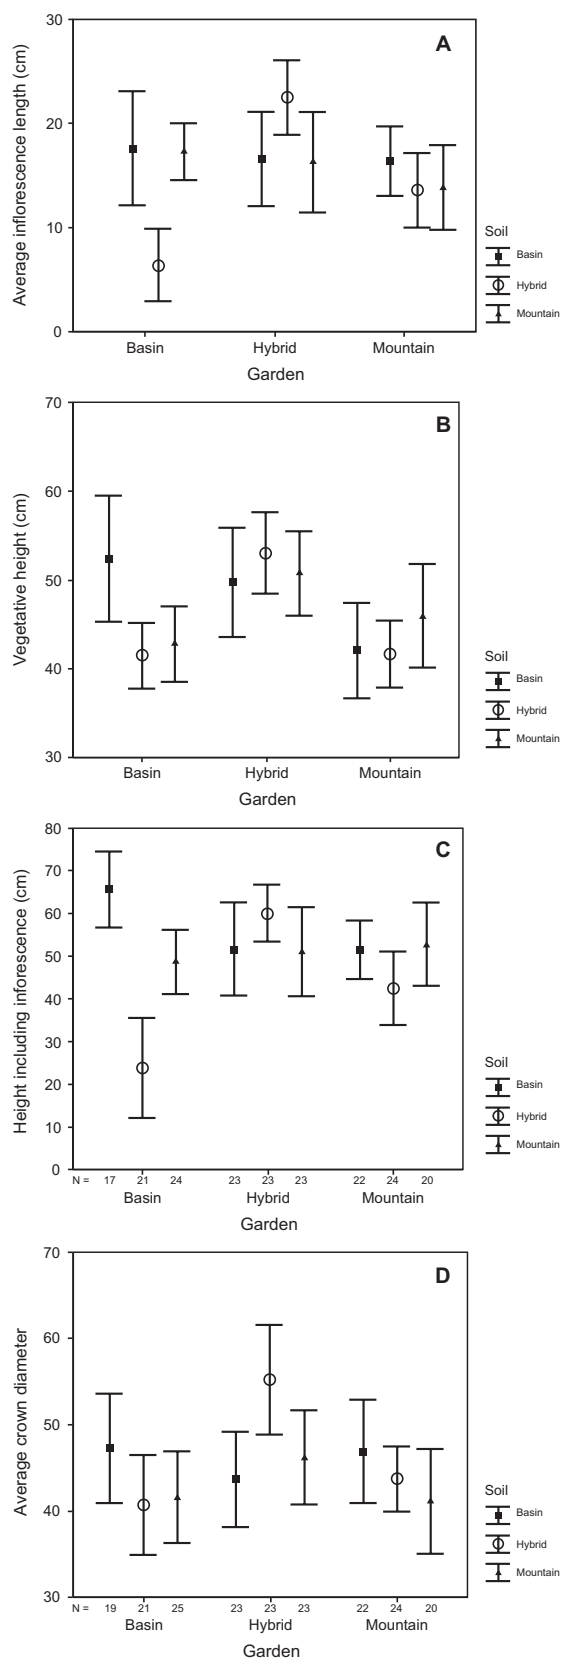 A
Average inflorescence length (cm)
30
20
10
0
Basin Hybrid Mountain
Garden
Soil
Basin
Hybrid
Mountain
B
Vegetative height (cm)
70
60
50
40
30
Basin Hybrid Mountain
Garden
Soil
Basin
Hybrid
Mountain
C
Height including inforescence (cm)
80
70
60
50
40
30
20
10
0
N = 17 21 24 23 23 23 22 24 20
Basin Hybrid Mountain
Garden
Soil
Basin
Hybrid
Mountain
D
Average crown diameter
70
60
50
40
30
N = 19 21 25 23 23 23 22 24 20
Basin Hybrid Mountain
Garden
Soil
Basin
Hybrid
Mountain